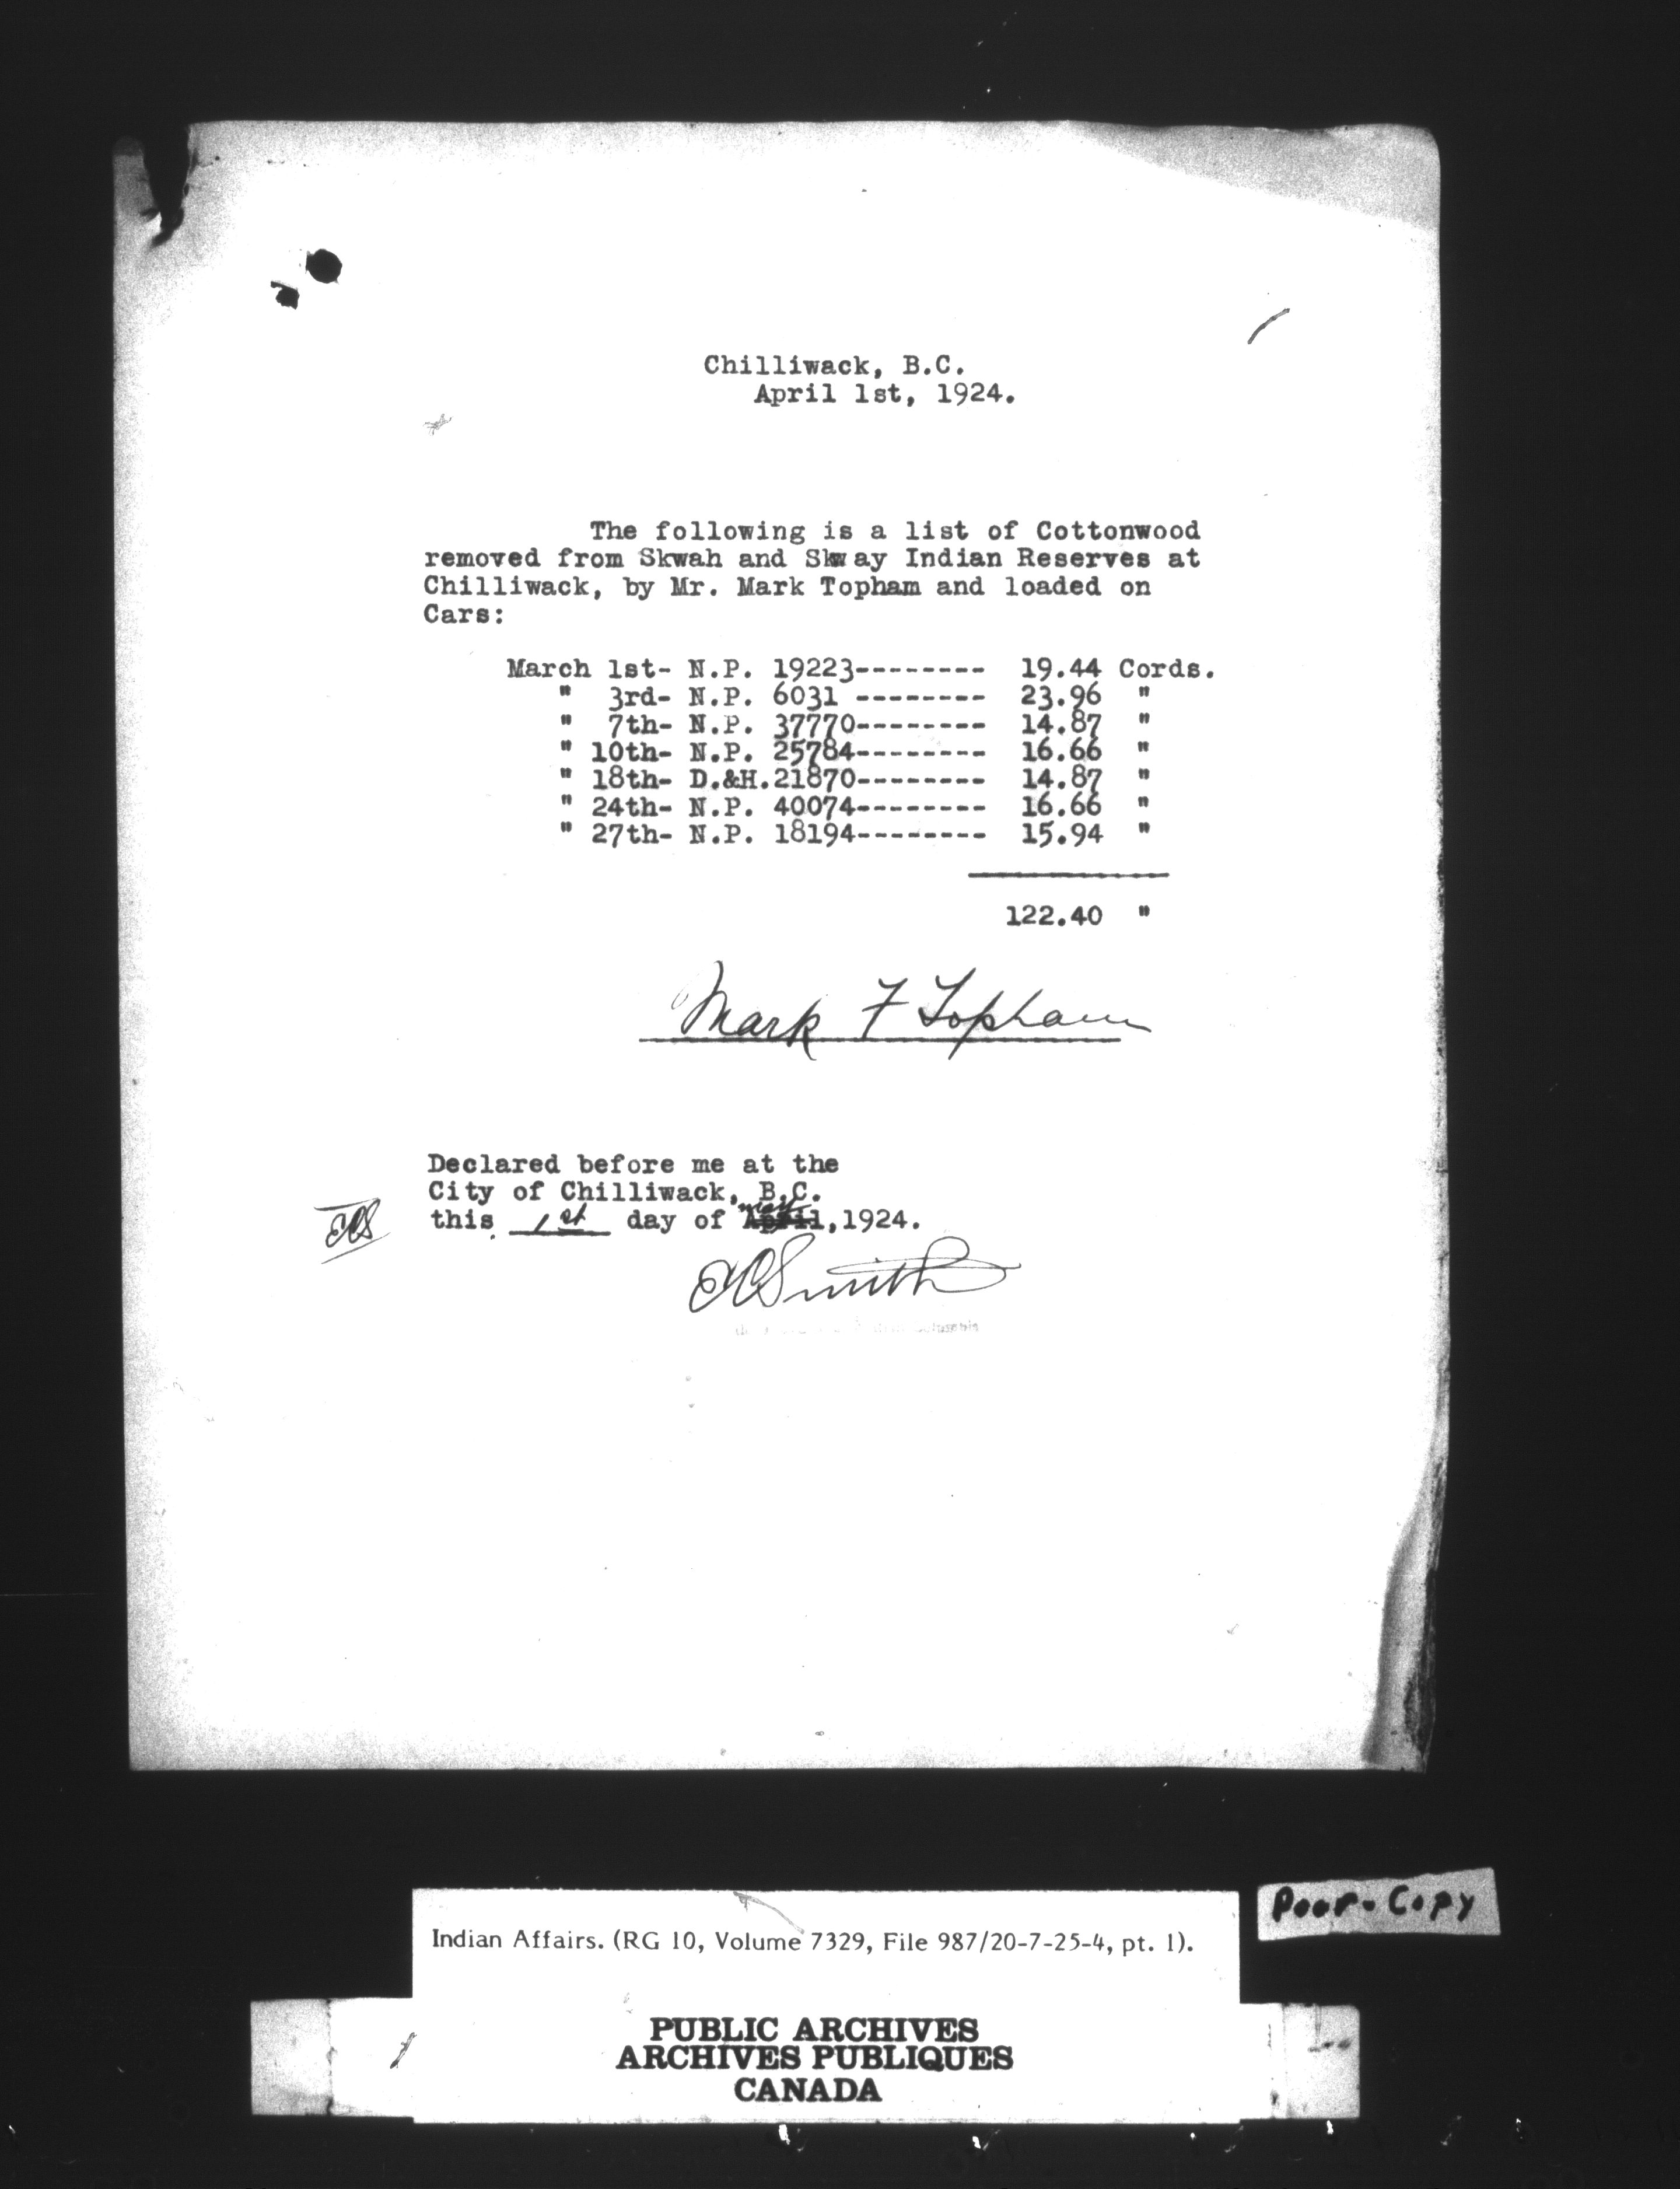 Chilliwack, B.C.
April 1st, 1924.
The following is a list of Cottonwood
removed from Skwah and Skway Indian Reserves at
Chilliwack, by Mr. Mark Topham and loaded on
Cars:
March 1st- N.P. 19223-------- 19.44 Cords.
" 3rd- N.P. 6031 -------- 23.96 "
" 7th- N.P. 37770-------- 14.87 "
" 10th- N.P. 25784-------- 16.66 "
" 18th- D.&H.21870-------- 14.87 "
" 24th- N.P. 40074-------- 16.66 "
" 27th- N.P. 18194-------- 15.94 "
122.40 "
Mark F Topham
Declared before me at the
City of Chilliwack, B.C.
May
this 1st day of April, 1924.
Smith
Columbia
Poor-Copy
Indian Affairs. (RG 10, Volume 7329, File 987/20-7-25-4, pt. 1).
PUBLIC ARCHIVES
ARCHIVES PUBLIQUES
CANADA